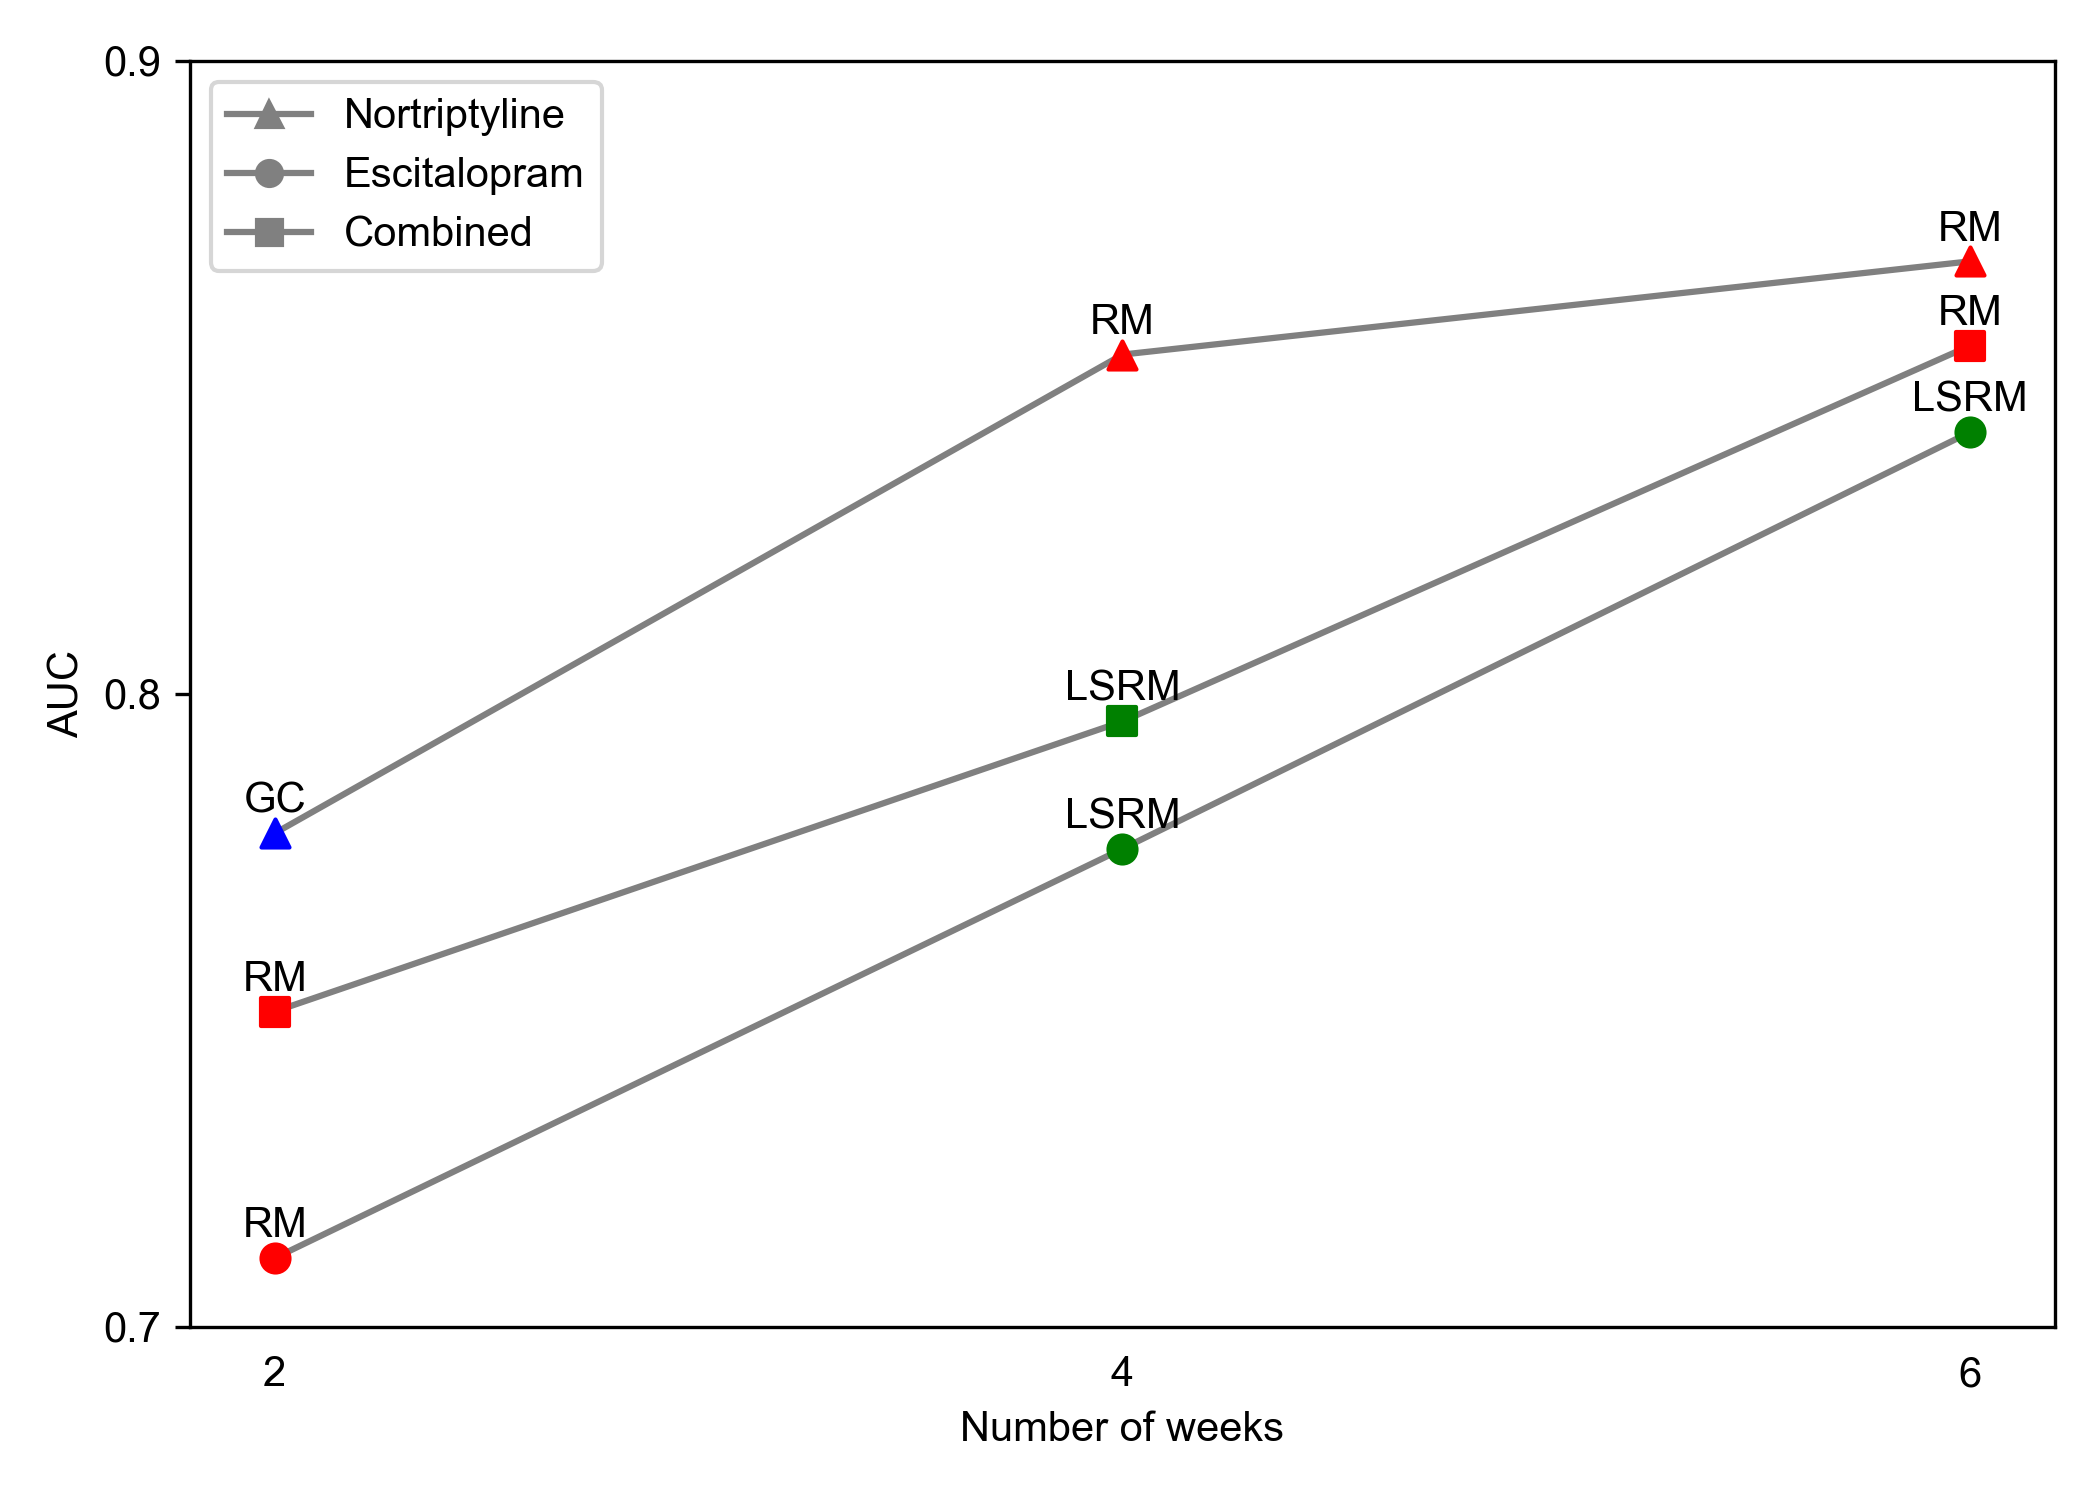 0.9
Nortriptyline
Escitalopram
Combined
RM
RM
RM
LSRM
LSRM
0.8
GC
LSRM
RM
RM
0.7
AUC
2
4
6
Number of weeks